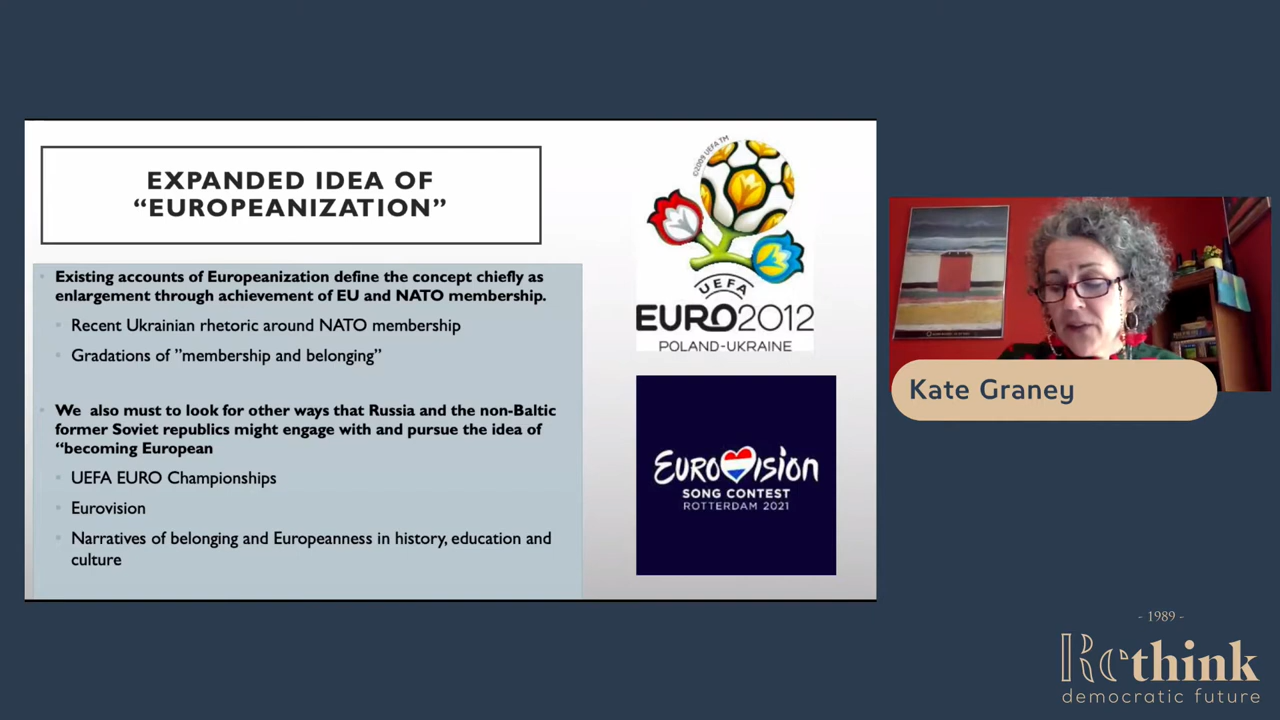 EXPANDED IDEA OF
“EUROPEANIZATION”
Existing accounts of Europeanization define the concept chiefly as
enlargement through achievement of EU and NATO membership.
Recent Ukrainian rhetoric around NATO membership
Gradations of ”membership and belonging”
We also must to look for other ways that Russia and the non-Baltic
former Soviet republics might engage with and pursue the idea of
“becoming European
UEFA EURO Championships
Eurovision
Narratives of belonging and Europeanness in history, education and
culture
©2009 UEFA TM
UEFA
EURO2012
POLAND-UKRAINE
EUROVISION
SONG CONTEST
ROTTERDAM 2021
Kate Graney
- 1989 -
Rethink
democratic future